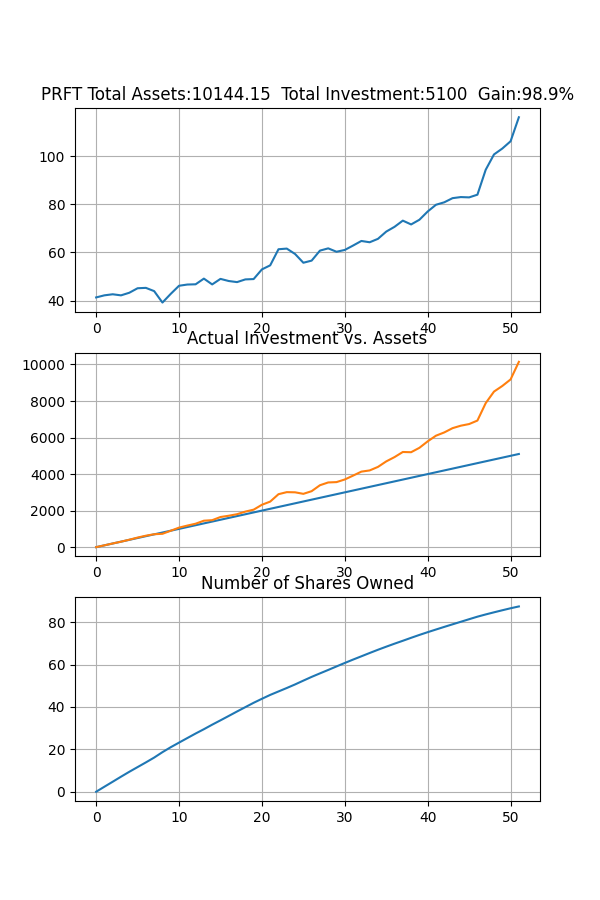 PRFT Total Assets:10144.15  Total Investment:5100  Gain:98.9%
100
80
60
40
0 10 20 30 40 50
Actual Investment vs. Assets
10000
8000
6000
4000
2000
0
0 10 20 30 40 50
Number of Shares Owned
80
60
40
20
0
0 10 20 30 40 50